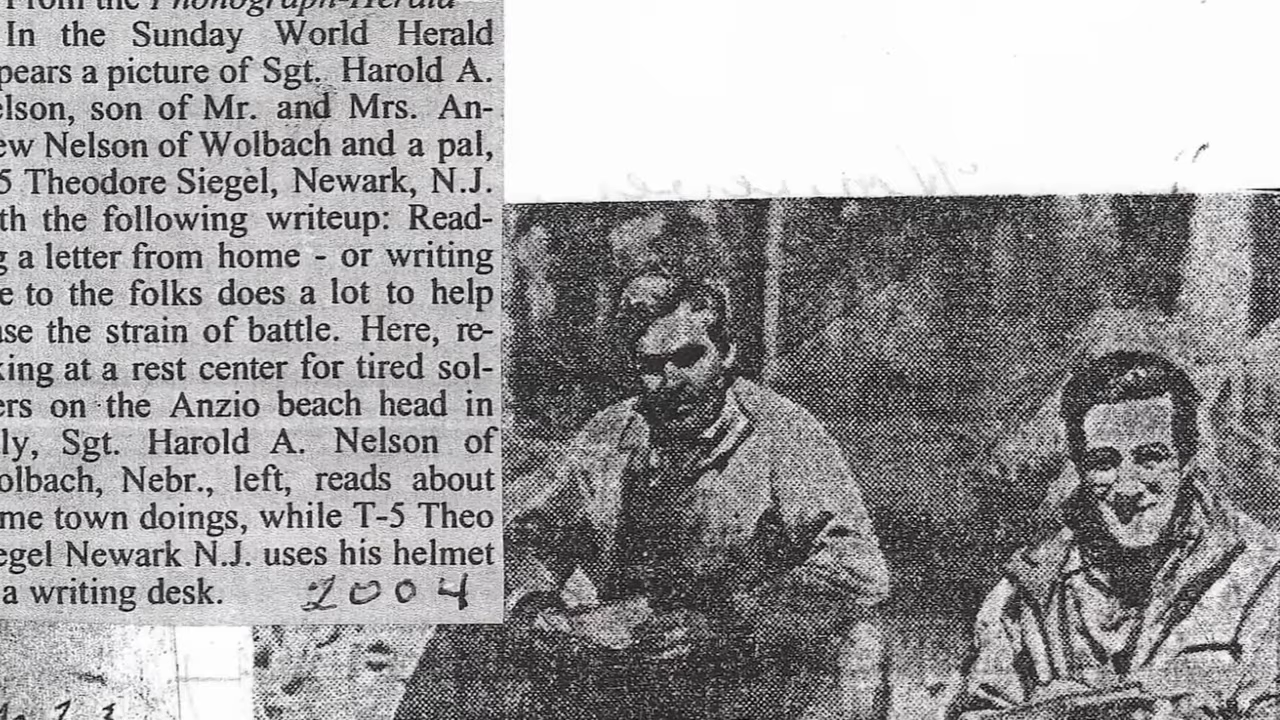 From the Phonograph-Herald
In the Sunday World Herald
pears a picture of Sgt. Harold A.
elson, son of Mr. and Mrs. An-
ew Nelson of Wolbach and a pal,
5 Theodore Siegel, Newark, N.J.
th the following writeup: Read-
g a letter from home - or writing
e to the folks does a lot to help
ase the strain of battle. Here, re-
king at a rest center for tired sol-
ers on the Anzio beach head in
ly, Sgt. Harold A. Nelson of
olbach, Nebr., left, reads about
me town doings, while T-5 Theo
egel Newark N.J. uses his helmet
a writing desk. 2004